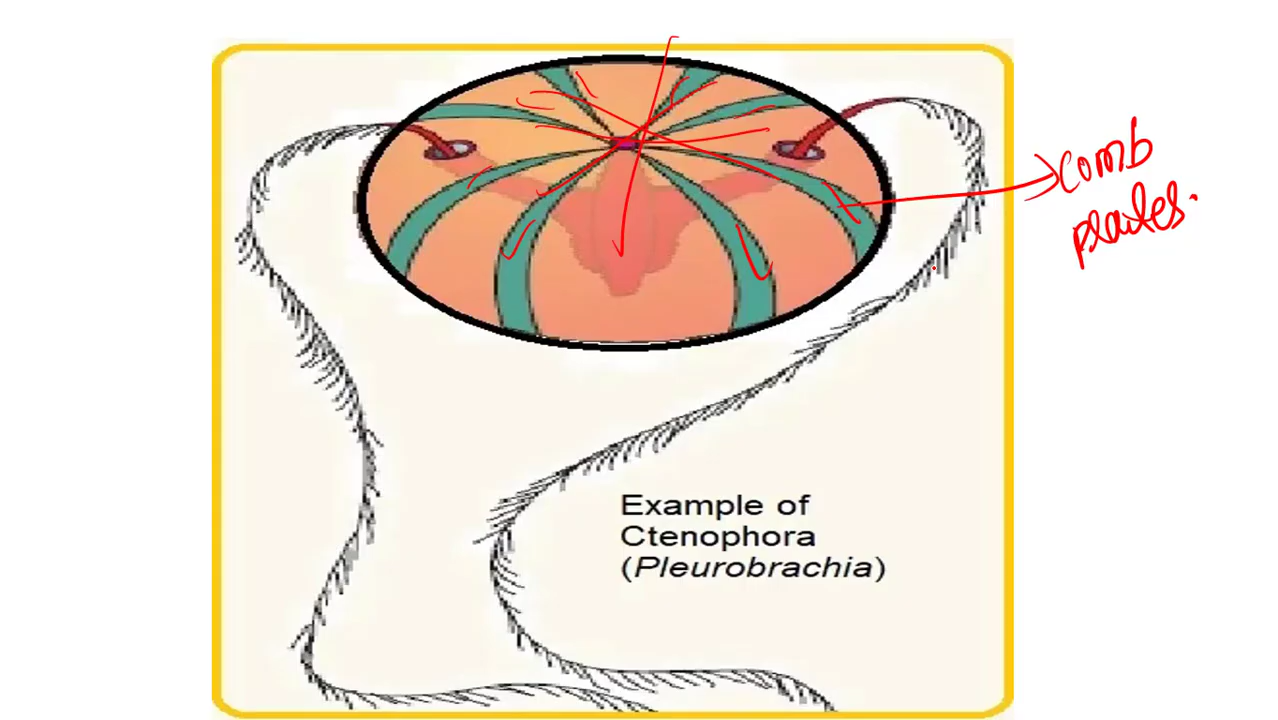 Comb
plates.
Example of
Ctenophora
(Pleurobrachia)